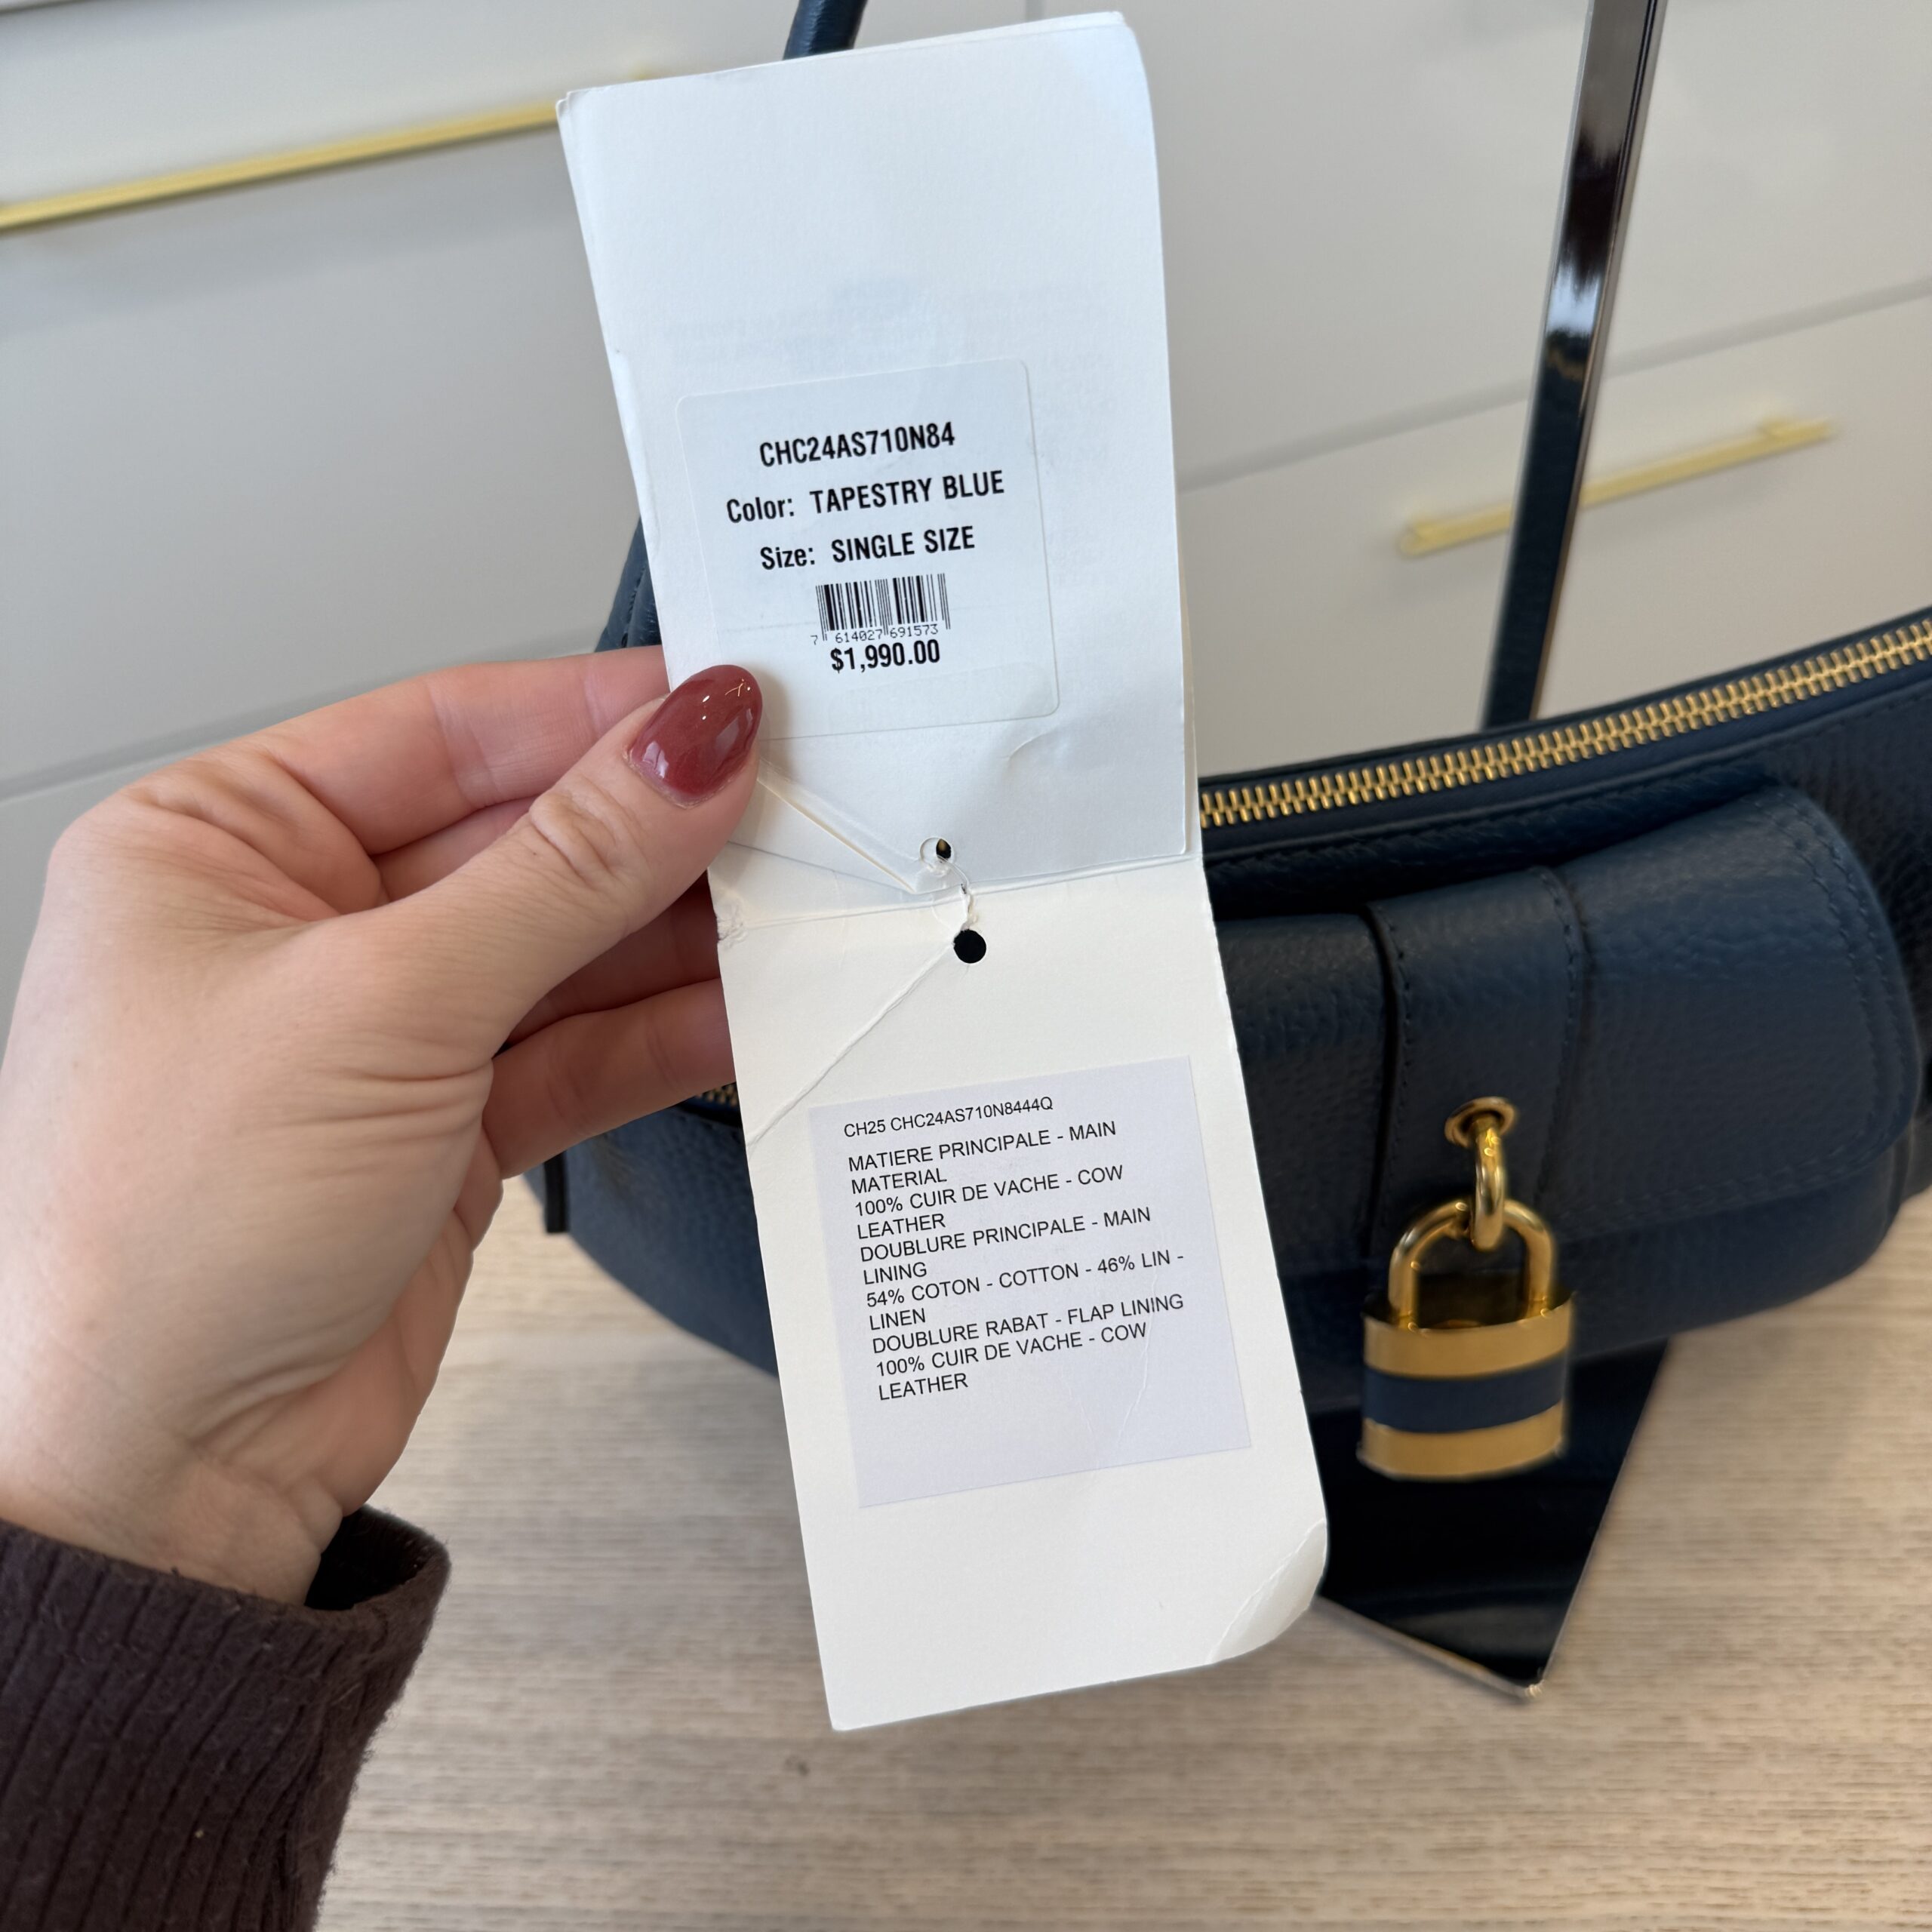 CHC24AS710N84
Color: TAPESTRY BLUE
Size: SINGLE SIZE
7 614027 691573
$1,990.00
CH25 CHC24AS710N8444Q
MATIERE PRINCIPALE - MAIN
MATERIAL
100% CUIR DE VACHE - COW
LEATHER
DOUBLURE PRINCIPALE - MAIN
LINING
54% COTON - COTTON - 46% LIN -
LINEN
DOUBLURE RABAT - FLAP LINING
100% CUIR DE VACHE - COW
LEATHER